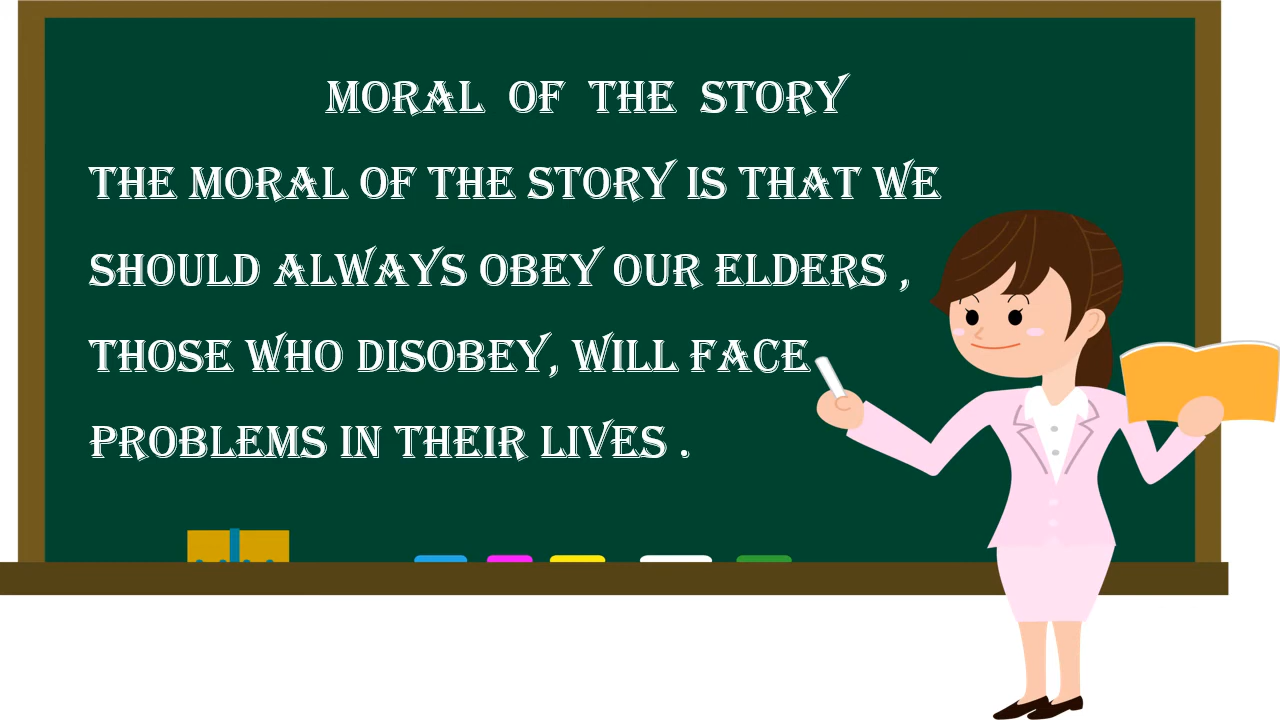 MORAL OF THE STORY
THE MORAL OF THE STORY IS THAT WE
SHOULD ALWAYS OBEY OUR ELDERS ,
THOSE WHO DISOBEY, WILL FACE
PROBLEMS IN THEIR LIVES .